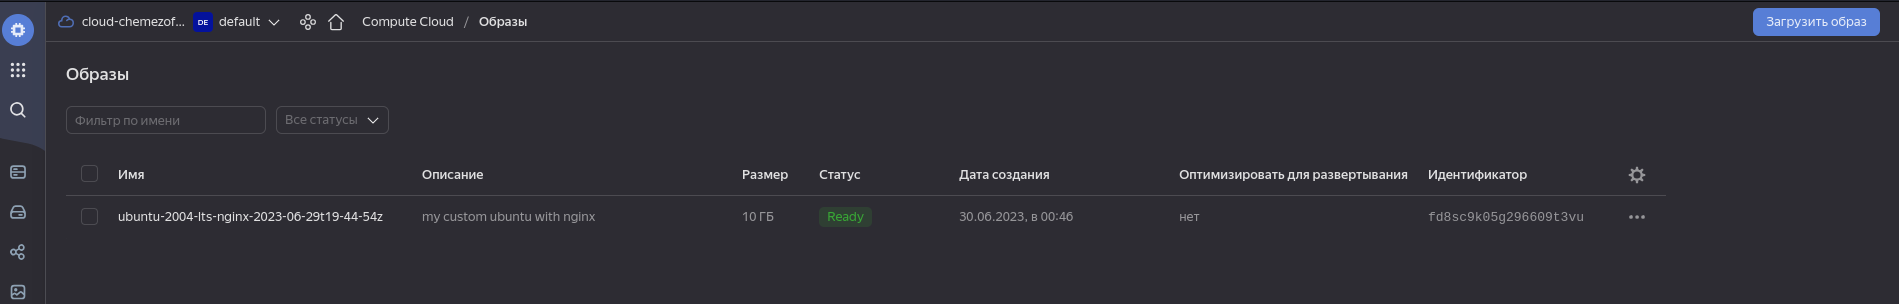 cloud-chemezof... DE default Compute Cloud / Образы Загрузить образ
Образы
Фильтр по имени Все статусы
Имя Описание Размер Статус Дата создания Оптимизировать для развертывания Идентификатор
ubuntu-2004-lts-nginx-2023-06-29t19-44-54z my custom ubuntu with nginx 10 ГБ Ready 30.06.2023, в 00:46 нет fd8sc9k05g296609t3vu